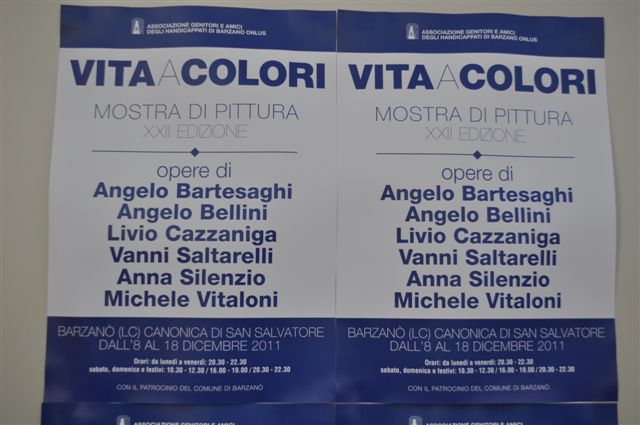 ASSOCIAZIONE GENITORI E AMICI
DEGLI HANDICAPPATI DI BARZANÒ ONLUS
VITA A COLORI
MOSTRA DI PITTURA
XXII EDIZIONE
opere di
Angelo Bartesaghi
Angelo Bellini
Livio Cazzaniga
Vanni Saltarelli
Anna Silenzio
Michele Vitaloni
BARZANÒ (LC) CANONICA DI SAN SALVATORE
DALL'8 AL 18 DICEMBRE 2011
Orari: da lunedì a venerdì: 20.30 - 22.30
sabato, domenica e festivi: 10.30 - 12.30 / 16.00 - 19.00 / 20.30 - 22.30
CON IL PATROCINIO DEL COMUNE DI BARZANÒ
ASSOCIAZIONE GENITORI E AMICI
DEGLI HANDICAPPATI DI BARZANÒ ONLUS
VITA A COLORI
MOSTRA DI PITTURA
XXII EDIZIONE
opere di
Angelo Bartesaghi
Angelo Bellini
Livio Cazzaniga
Vanni Saltarelli
Anna Silenzio
Michele Vitaloni
BARZANÒ (LC) CANONICA DI SAN SALVATORE
DALL'8 AL 18 DICEMBRE 2011
Orari: da lunedì a venerdì: 20.30 - 22.30
sabato, domenica e festivi: 10.30 - 12.30 / 16.00 - 19.00 / 20.30 - 22.30
CON IL PATROCINIO DEL COMUNE DI BARZANÒ
ASSOCIAZIONE GENITORI E AMICI
ASSOCIAZIONE GENITORI E AMICI